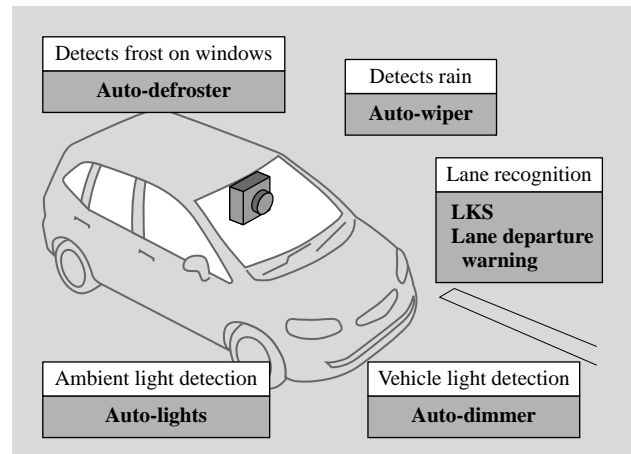 Detects frost on windows
Auto-defroster
Detects rain
Auto-wiper
Lane recognition
LKS
Lane departure
warning
Ambient light detection
Auto-lights
Vehicle light detection
Auto-dimmer